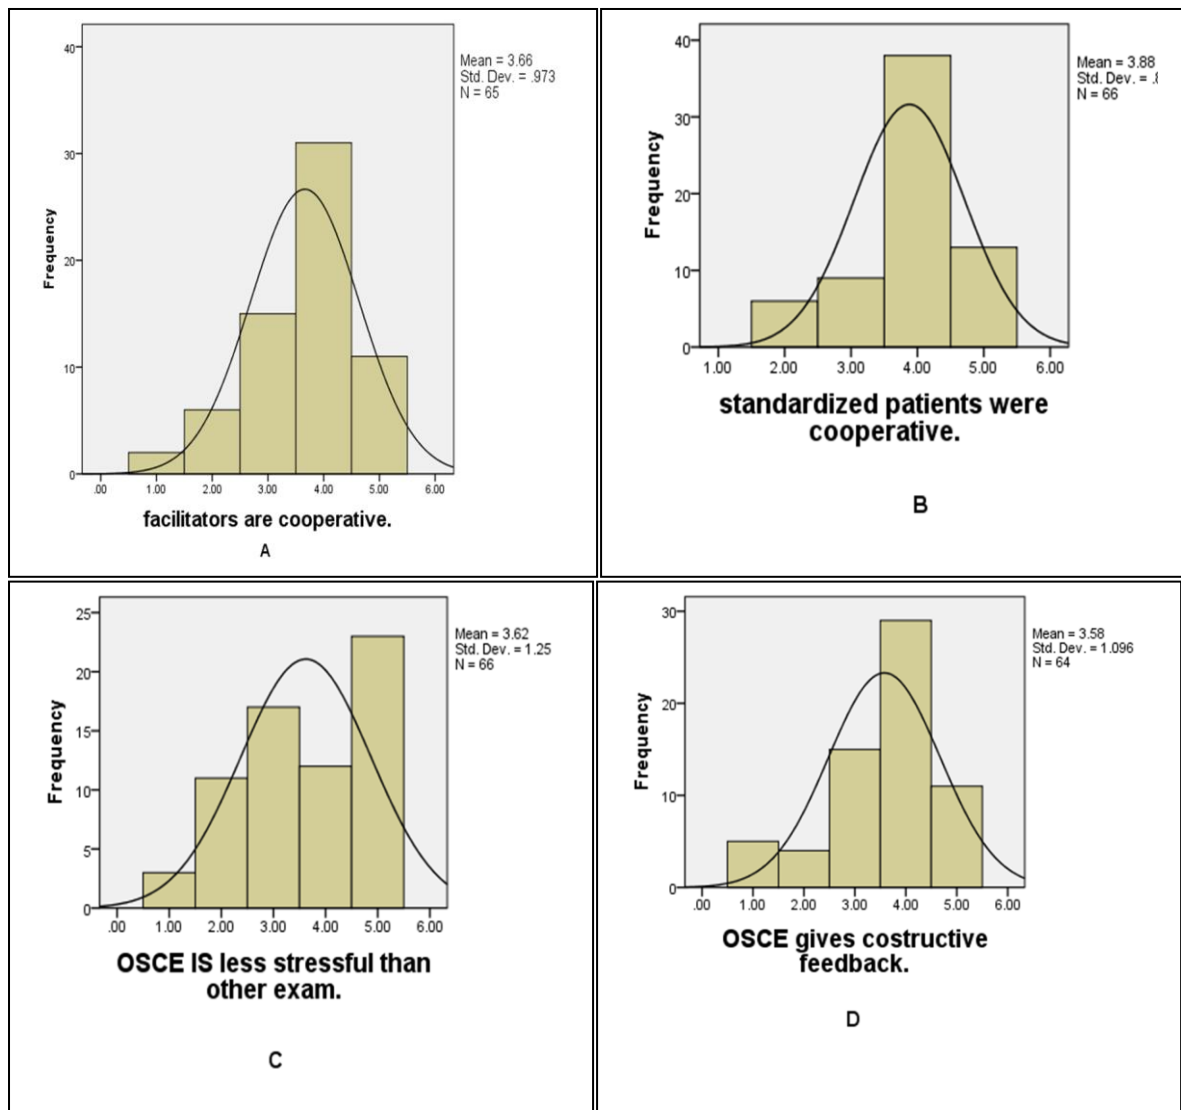 40
30
20
10
0
Frequency
.00 1.00 2.00 3.00 4.00 5.00 6.00
Mean = 3.66
Std. Dev. = .973
N = 65
facilitators are cooperative.
A
40
30
20
10
0
Frequency
1.00 2.00 3.00 4.00 5.00 6.00
Mean = 3.88
Std. Dev. =
N = 66
standardized patients were
cooperative.
B
25
20
15
10
5
0
Frequency
.00 1.00 2.00 3.00 4.00 5.00 6.00
Mean = 3.62
Std. Dev. = 1.25
N = 66
OSCE IS less stressful than
other exam.
C
30
20
10
0
Frequency
.00 1.00 2.00 3.00 4.00 5.00 6.00
Mean = 3.58
Std. Dev. = 1.096
N = 64
OSCE gives costructive
feedback.
D